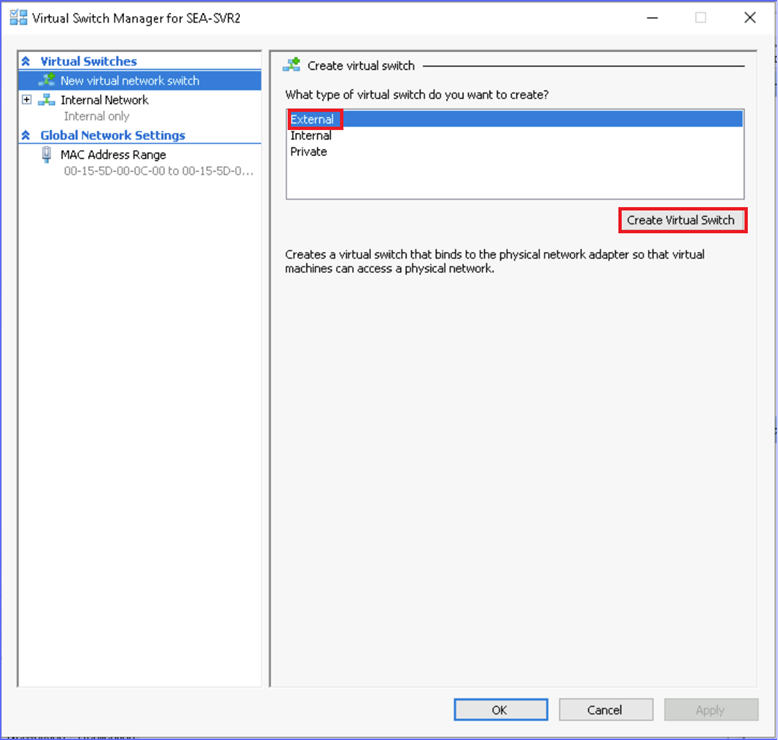 Virtual Switch Manager for SEA-SVR2
Virtual Switches
New virtual network switch
Internal Network
Internal only
Global Network Settings
MAC Address Range
00-15-5D-00-0C-00 to 00-15-5D-0...
Create virtual switch
What type of virtual switch do you want to create?
External
Internal
Private
Create Virtual Switch
Creates a virtual switch that binds to the physical network adapter so that virtual
machines can access a physical network.
OK
Cancel
Apply